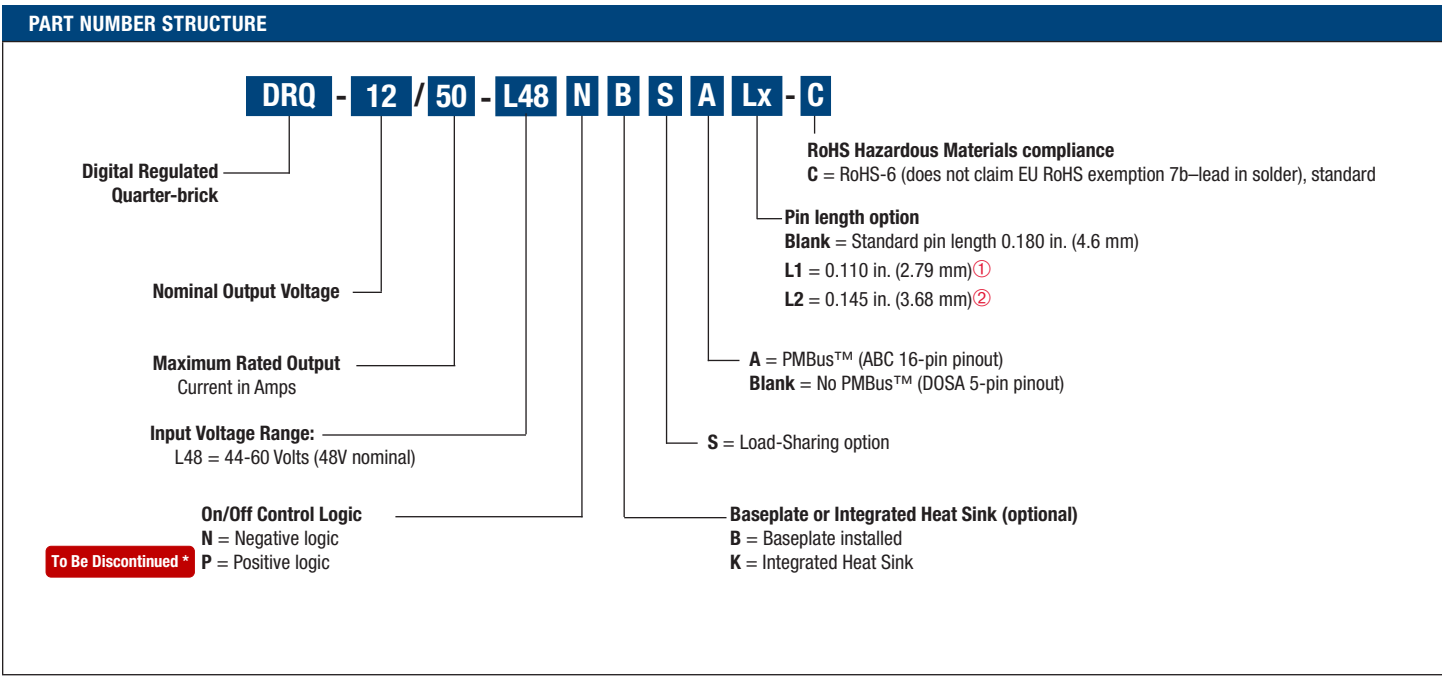 PART NUMBER STRUCTURE
DRQ - 12 / 50 - L48 N B S A Lx - C
RoHS Hazardous Materials compliance
C = RoHS-6 (does not claim EU RoHS exemption 7b–lead in solder), standard
Digital Regulated
Quarter-brick
Pin length option
Blank = Standard pin length 0.180 in. (4.6 mm)
L1 = 0.110 in. (2.79 mm)①
L2 = 0.145 in. (3.68 mm)②
Nominal Output Voltage
Maximum Rated Output
Current in Amps
A = PMBus™ (ABC 16-pin pinout)
Blank = No PMBus™ (DOSA 5-pin pinout)
Input Voltage Range:
L48 = 44-60 Volts (48V nominal)
S = Load-Sharing option
On/Off Control Logic
N = Negative logic
To Be Discontinued * P = Positive logic
Baseplate or Integrated Heat Sink (optional)
B = Baseplate installed
K = Integrated Heat Sink